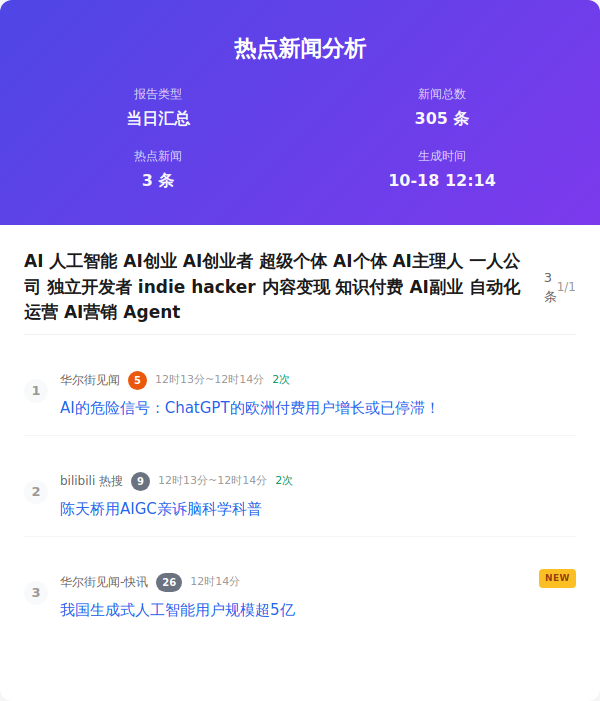 热点新闻分析
报告类型
新闻总数
当日汇总
305 条
热点新闻
生成时间
3 条
10-18 12:14
AI 人工智能 AI创业 AI创业者 超级个体 AI个体 AI主理人 一人公
司 独立开发者 indie hacker 内容变现 知识付费 AI副业 自动化
运营 AI营销 Agent
3
条
1/1
1
华尔街见闻 5 12时13分~12时14分 2次
AI的危险信号：ChatGPT的欧洲付费用户增长或已停滞！
2
bilibili 热搜 9 12时13分~12时14分 2次
陈天桥用AIGC亲诉脑科学科普
3
华尔街见闻-快讯 26 12时14分
NEW
我国生成式人工智能用户规模超5亿